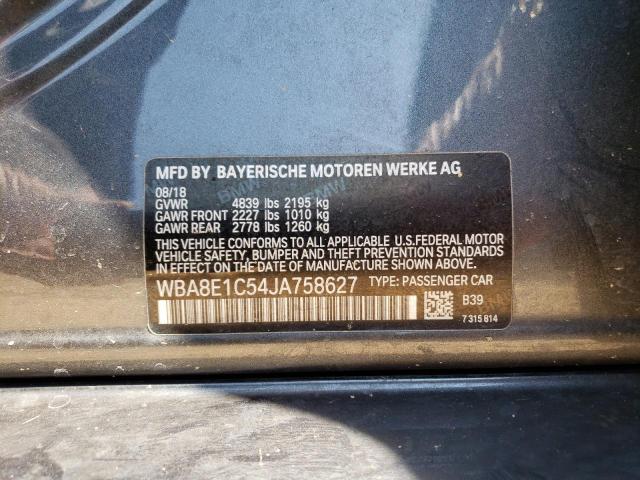 MFD BY BAYERISCHE MOTOREN WERKE AG
08/18
GVWR 4839 lbs 2195 kg
GAWR FRONT 2227 lbs 1010 kg
GAWR REAR 2778 lbs 1260 kg
THIS VEHICLE CONFORMS TO ALL APPLICABLE U.S.FEDERAL MOTOR
VEHICLE SAFETY, BUMPER AND THEFT PREVENTION STANDARDS
IN EFFECT ON THE DATE OF MANUFACTURE SHOWN ABOVE.
WBA8E1C54JA758627 TYPE: PASSENGER CAR
B39
7 315 814